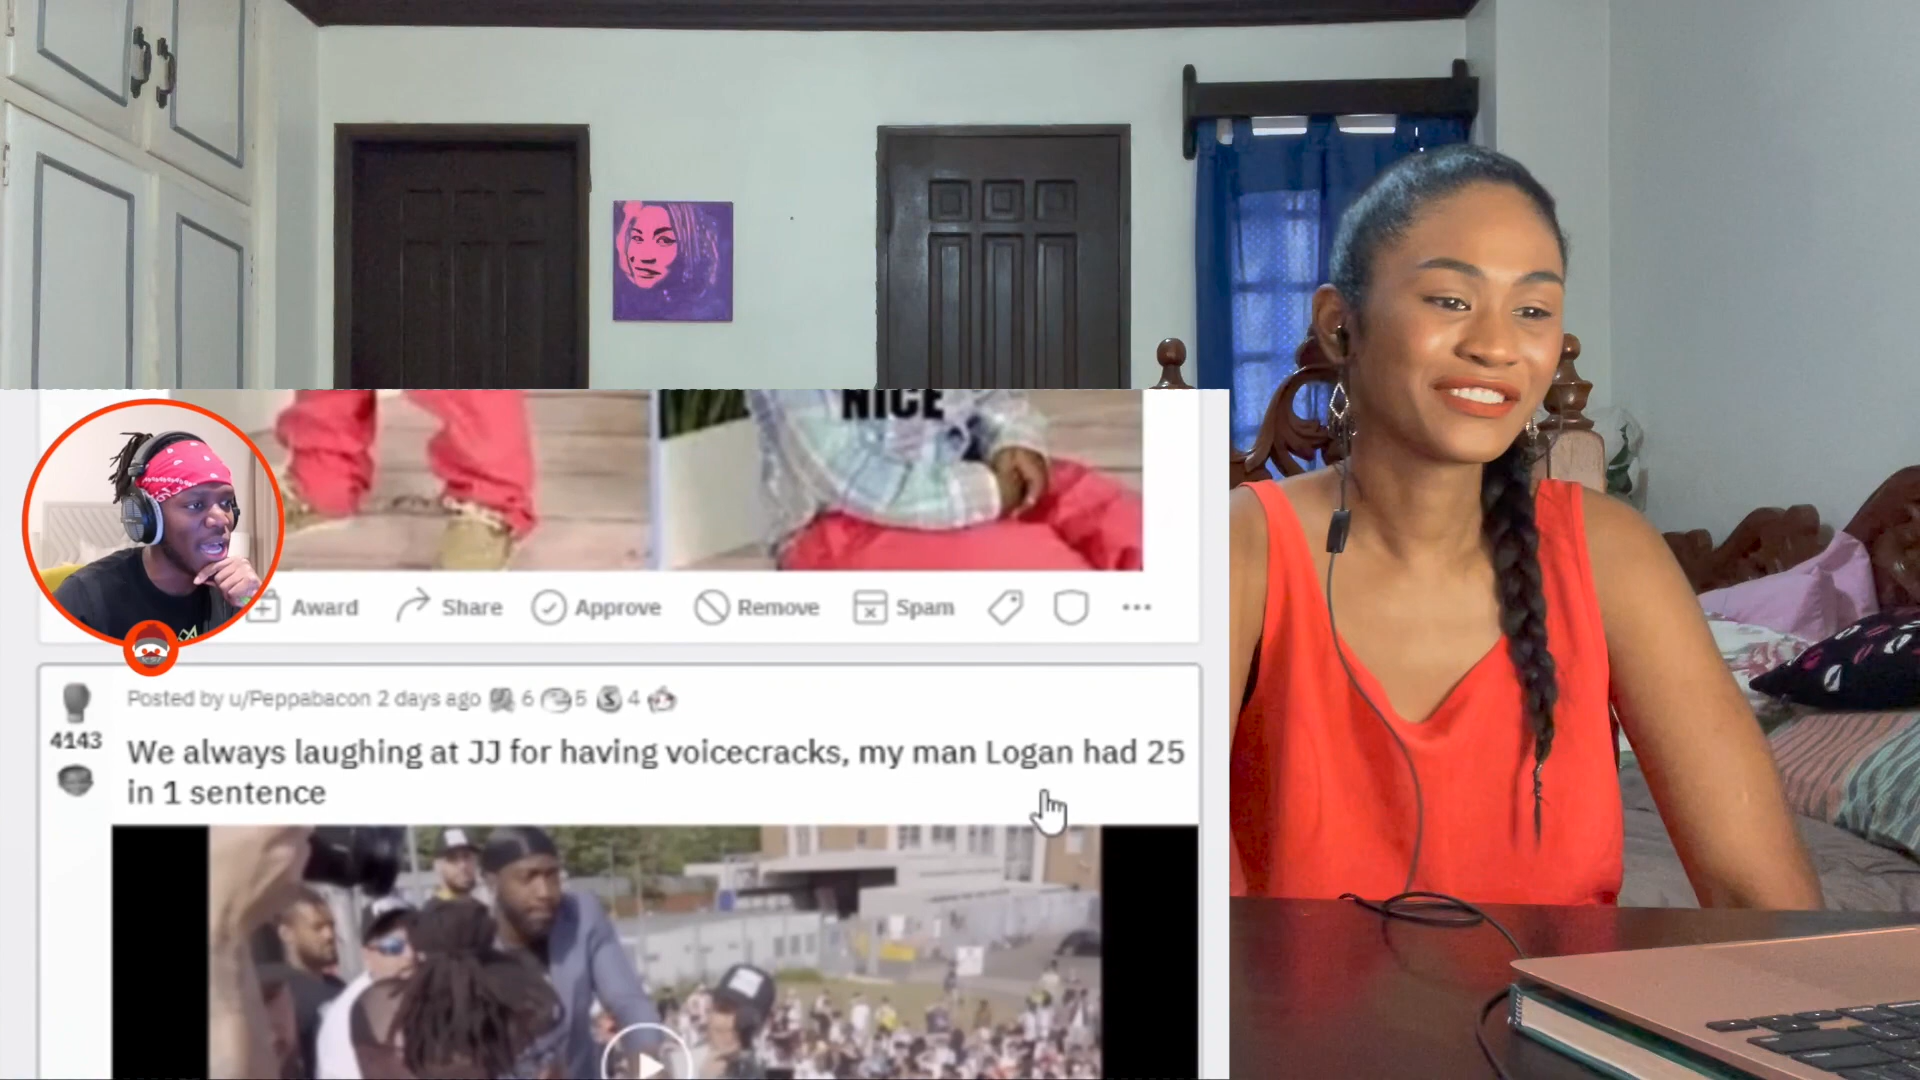 NICE
Award Share Approve Remove Spam
Posted by u/Peppabacon 2 days ago 6 5 S 4
4143
We always laughing at JJ for having voicecracks, my man Logan had 25
in 1 sentence